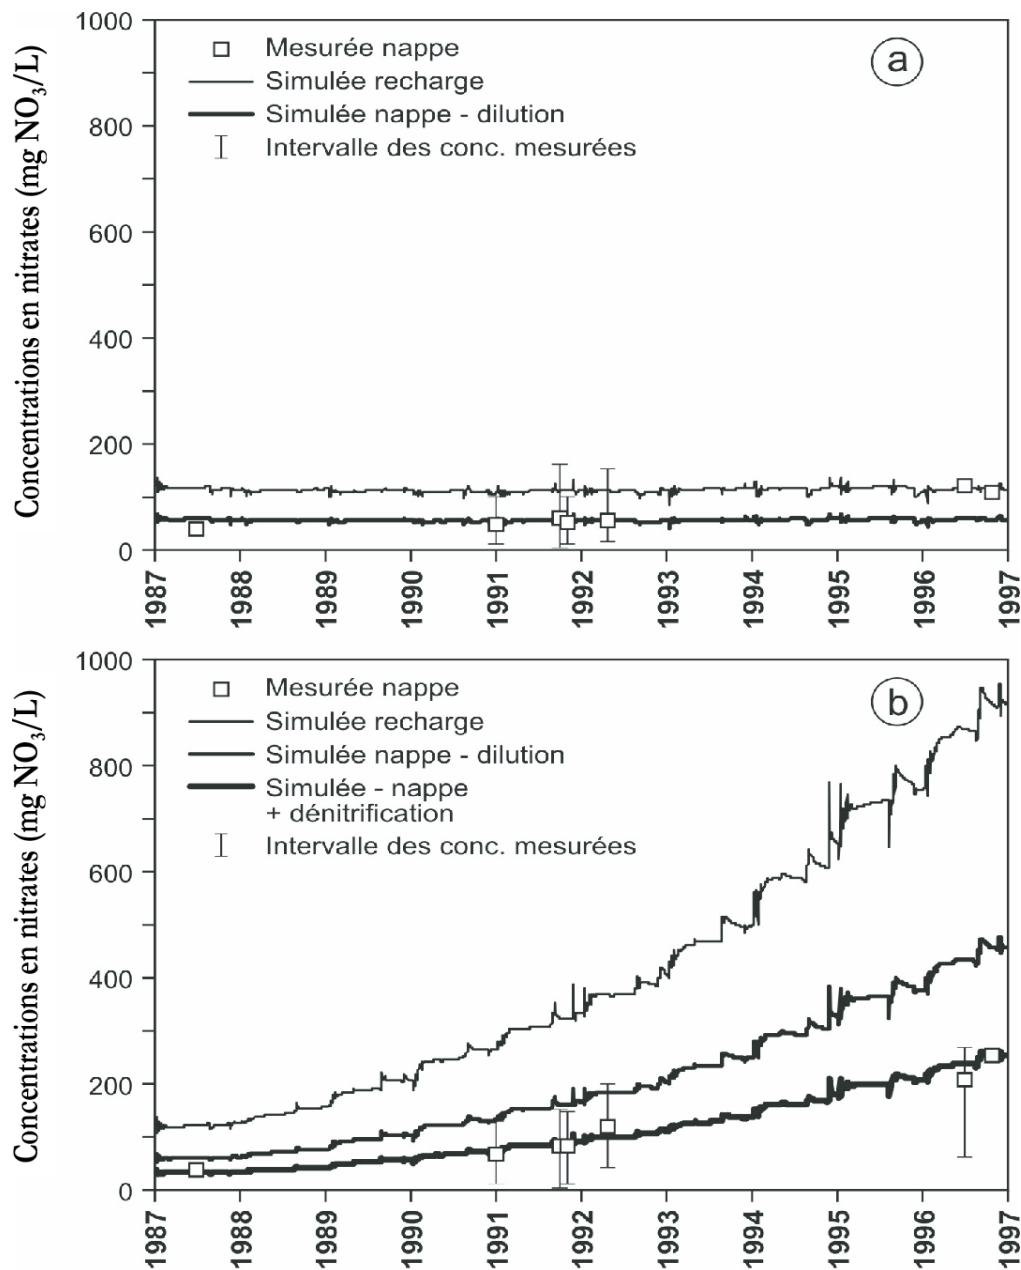 Concentrations en nitrates (mg NO₃/L)
1000
800
600
400
200
0
Mesurée nappe
Simulée recharge
Simulée nappe - dilution
Intervalle des conc. mesurées
a
1987 1988 1989 1990 1991 1992 1993 1994 1995 1996 1997
Concentrations en nitrates (mg NO₃/L)
1000
800
600
400
200
0
Mesurée nappe
Simulée recharge
Simulée nappe - dilution
Simulée - nappe
+ dénitrification
Intervalle des conc. mesurées
b
1987 1988 1989 1990 1991 1992 1993 1994 1995 1996 1997